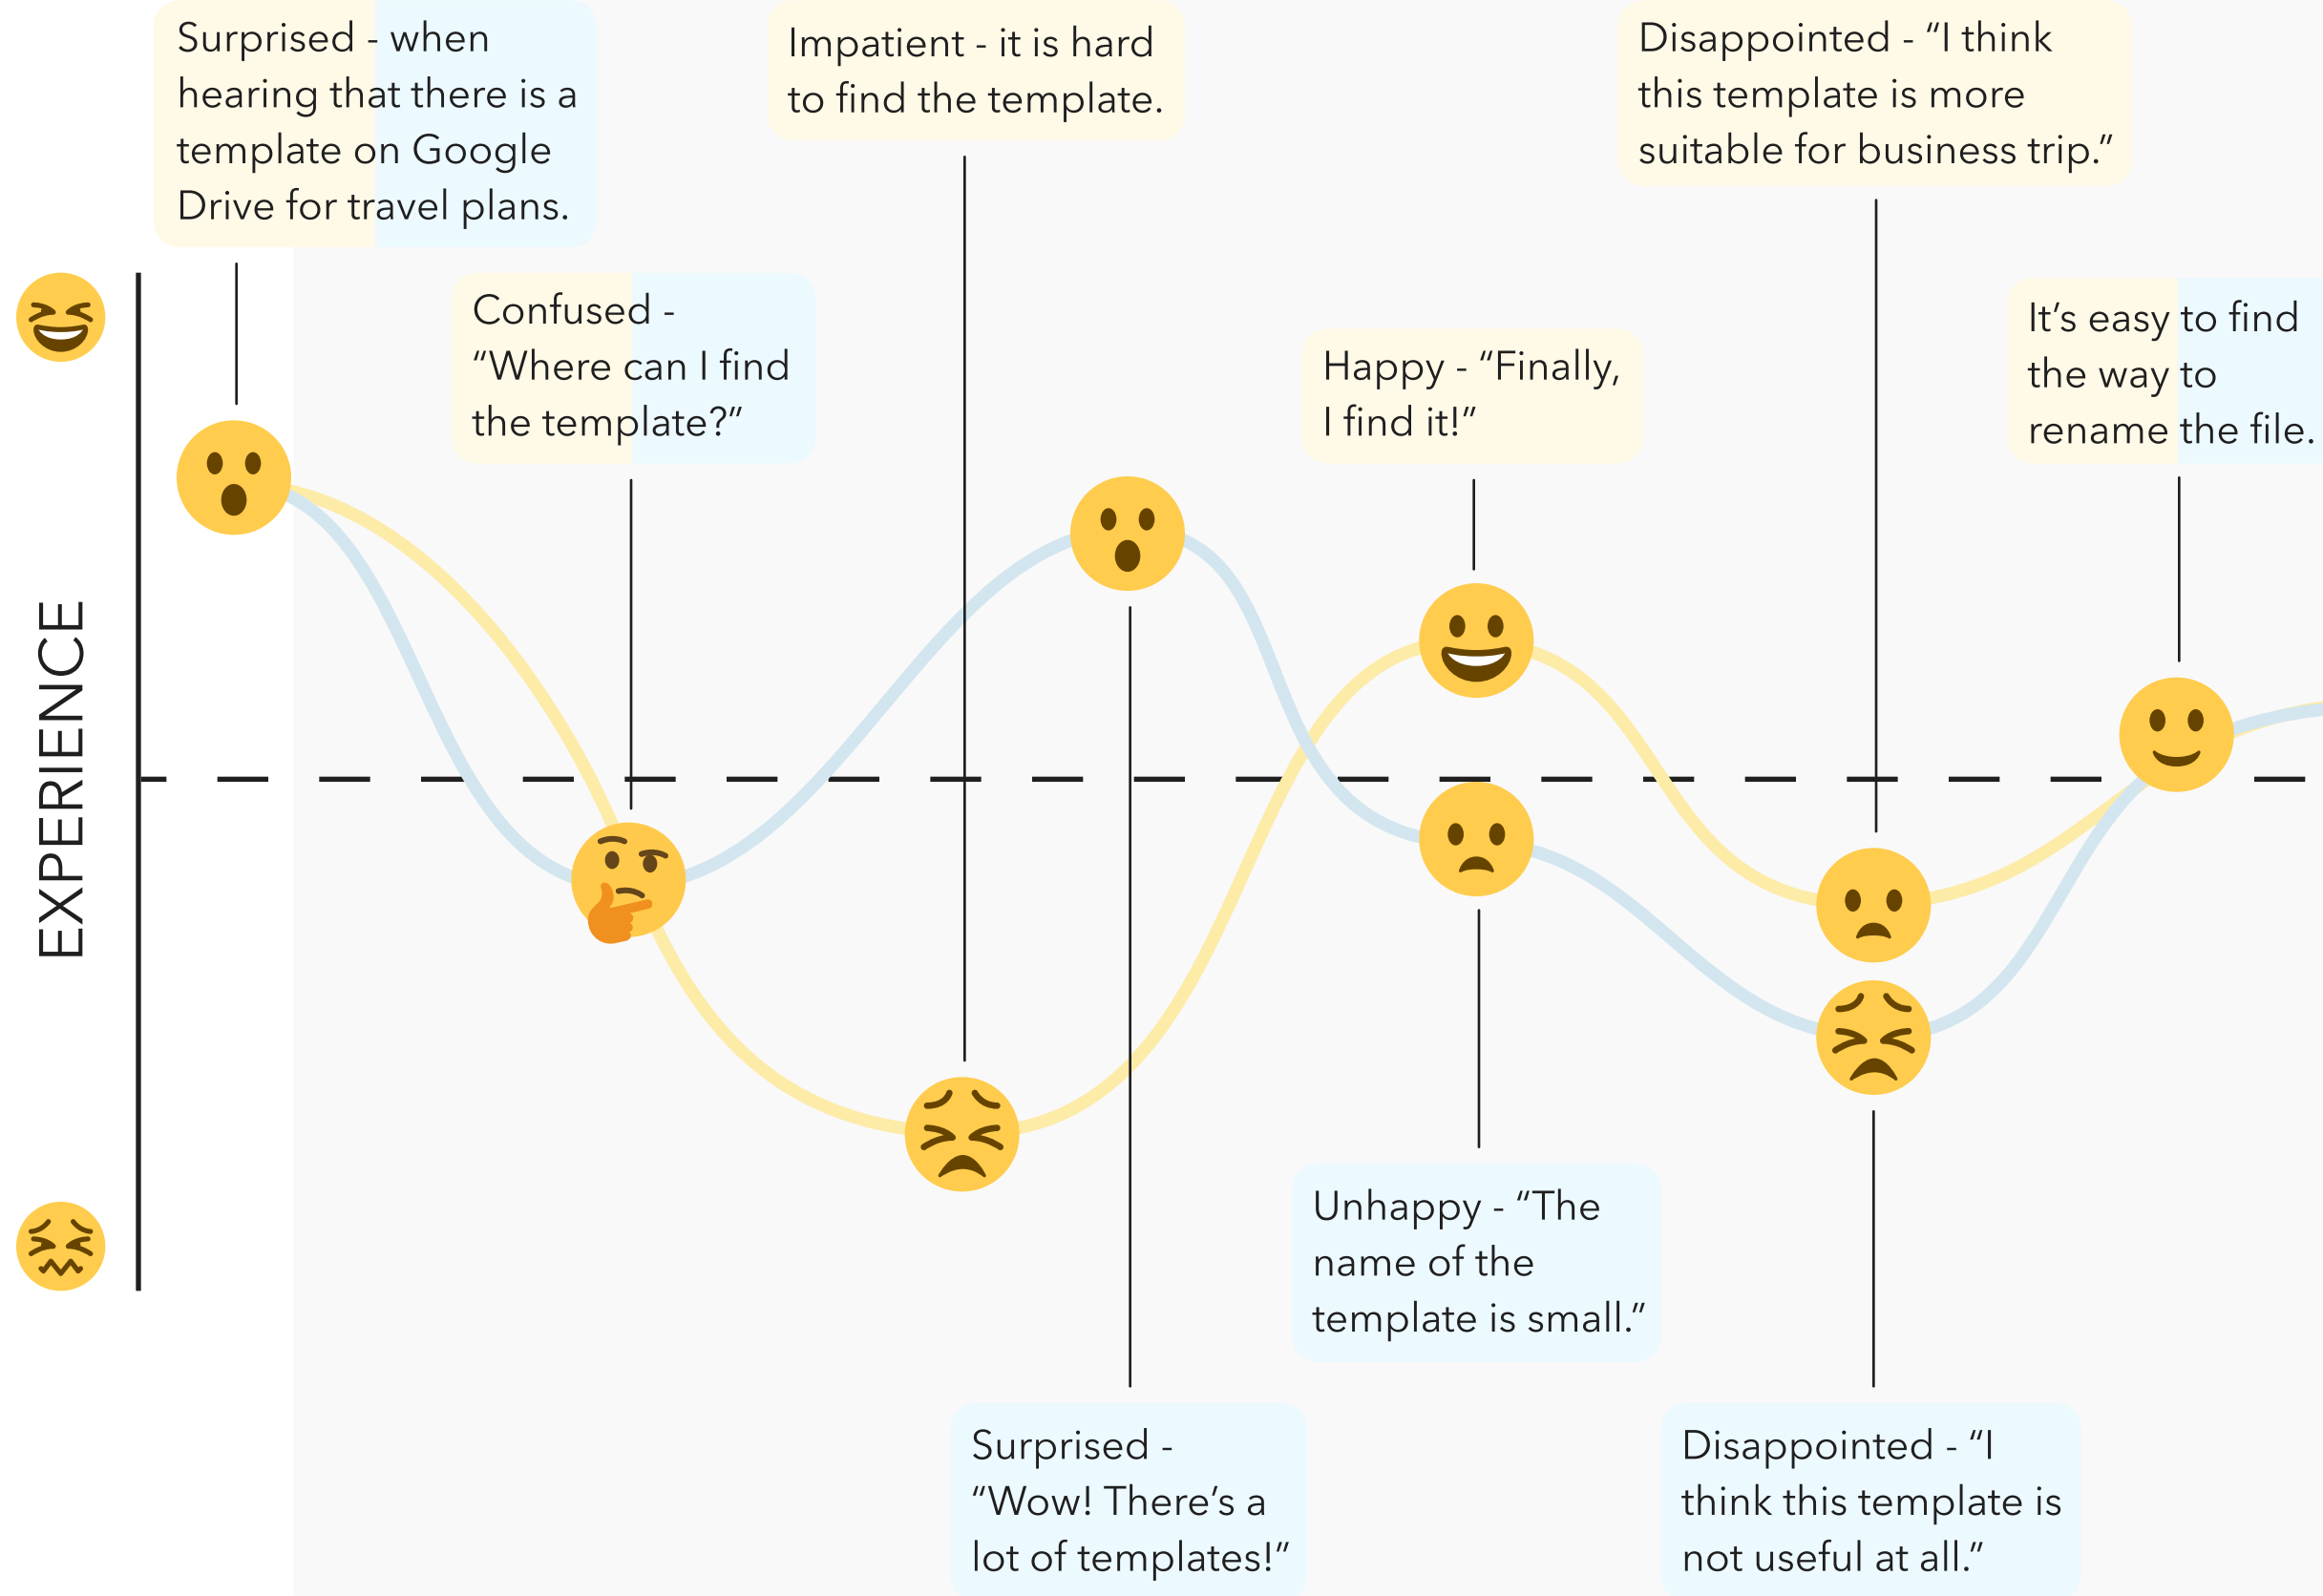 Surprised - when
hearing that there is a
template on Google
Drive for travel plans.
Impatient - it is hard
to find the template.
Disappointed - “I think
this template is more
suitable for business trip.”
Confused -
“Where can I find
the template?”
Happy - “Finally,
I find it!”
It’s easy to find
the way to
rename the file.
EXPERIENCE
Unhappy - “The
name of the
template is small.”
Surprised -
“Wow! There’s a
lot of templates!”
Disappointed - “I
think this template is
not useful at all.”